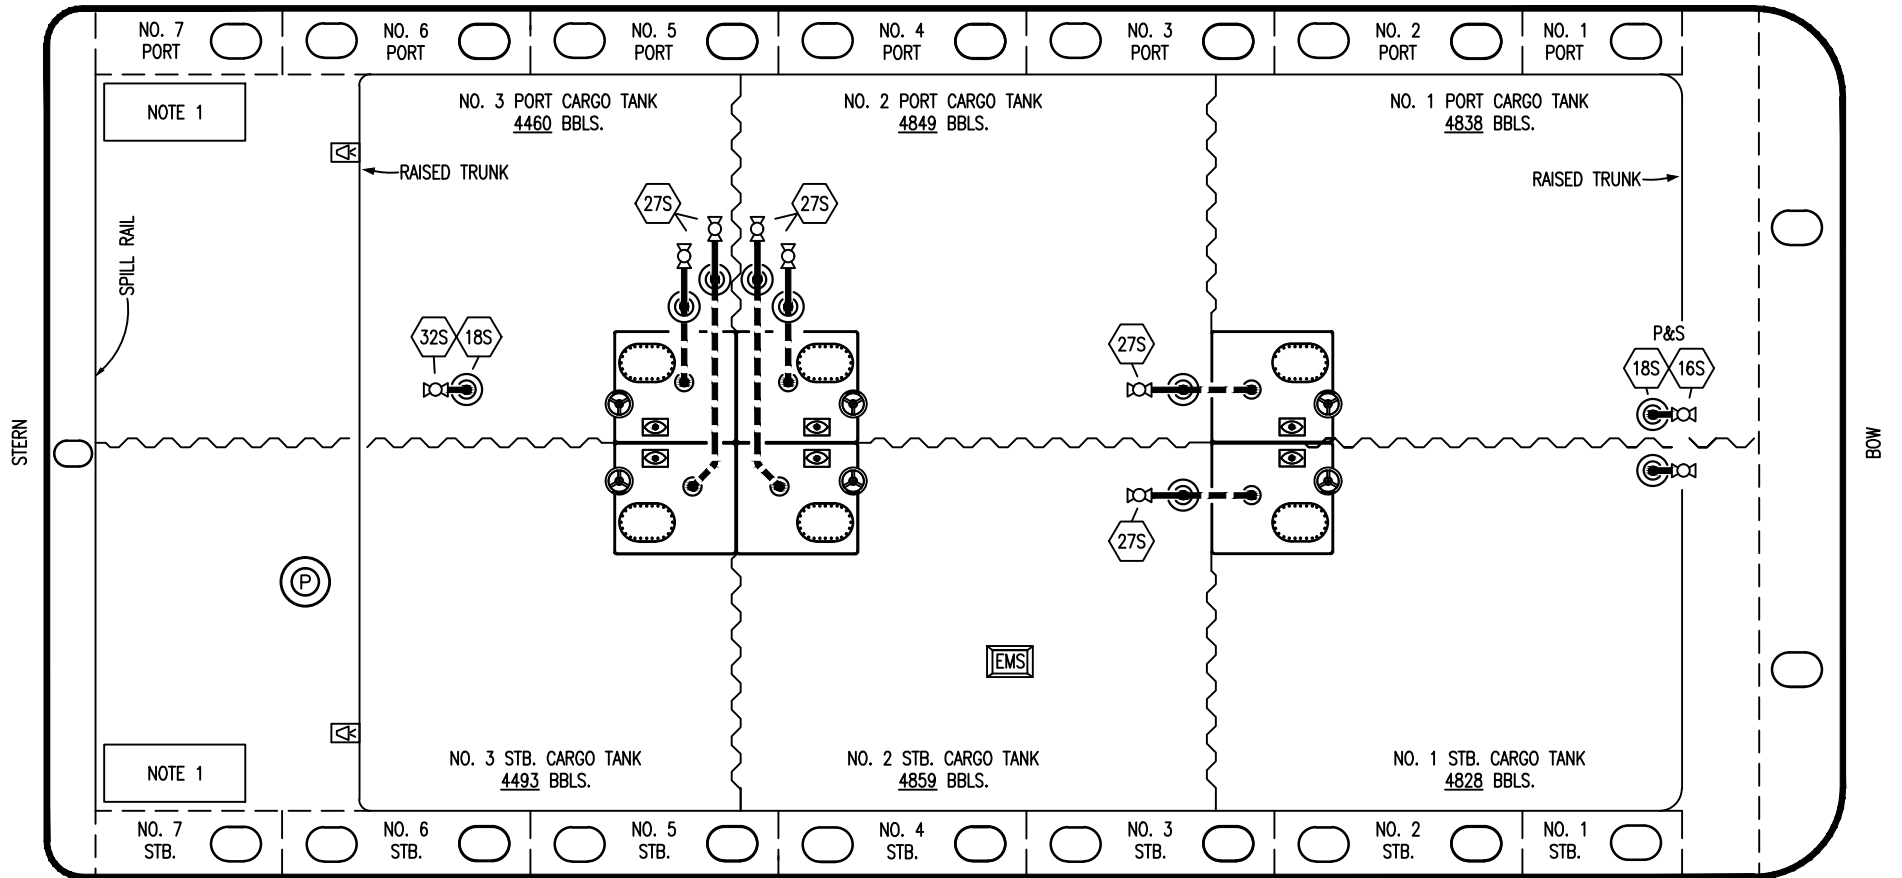 NO. 7
PORT
NO. 6
PORT
NO. 5
PORT
NO. 4
PORT
NO. 3
PORT
NO. 2
PORT
NO. 1
PORT
NOTE 1
NO. 3 PORT CARGO TANK
4460 BBLS.
NO. 2 PORT CARGO TANK
4849 BBLS.
NO. 1 PORT CARGO TANK
4838 BBLS.
RAISED TRUNK
RAISED TRUNK
27S
27S
SPILL RAIL
32S
18S
27S
P&S
18S
16S
STERN
BOW
27S
P
EMS
NO. 3 STB. CARGO TANK
4493 BBLS.
NO. 2 STB. CARGO TANK
4859 BBLS.
NO. 1 STB. CARGO TANK
4828 BBLS.
NOTE 1
NO. 7
STB.
NO. 6
STB.
NO. 5
STB.
NO. 4
STB.
NO. 3
STB.
NO. 2
STB.
NO. 1
STB.